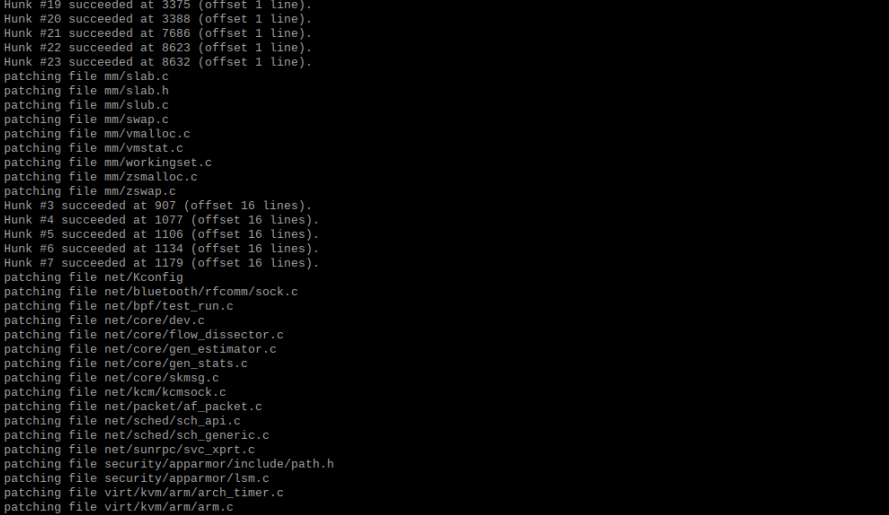 Hunk #19 succeeded at 3375 (offset 1 line).
Hunk #20 succeeded at 3388 (offset 1 line).
Hunk #21 succeeded at 7686 (offset 1 line).
Hunk #22 succeeded at 8623 (offset 1 line).
Hunk #23 succeeded at 8632 (offset 1 line).
patching file mm/slab.c
patching file mm/slab.h
patching file mm/slub.c
patching file mm/swap.c
patching file mm/vmalloc.c
patching file mm/vmstat.c
patching file mm/workingset.c
patching file mm/zsmalloc.c
patching file mm/zswap.c
Hunk #3 succeeded at 907 (offset 16 lines).
Hunk #4 succeeded at 1077 (offset 16 lines).
Hunk #5 succeeded at 1106 (offset 16 lines).
Hunk #6 succeeded at 1134 (offset 16 lines).
Hunk #7 succeeded at 1179 (offset 16 lines).
patching file net/Kconfig
patching file net/bluetooth/rfcomm/sock.c
patching file net/bpf/test_run.c
patching file net/core/dev.c
patching file net/core/flow_dissector.c
patching file net/core/gen_estimator.c
patching file net/core/gen_stats.c
patching file net/core/skmsg.c
patching file net/kcm/kcmsock.c
patching file net/packet/af_packet.c
patching file net/sched/sch_api.c
patching file net/sched/sch_generic.c
patching file net/sunrpc/svc_xprt.c
patching file security/apparmor/include/path.h
patching file security/apparmor/lsm.c
patching file virt/kvm/arm/arch_timer.c
patching file virt/kvm/arm/arm.c